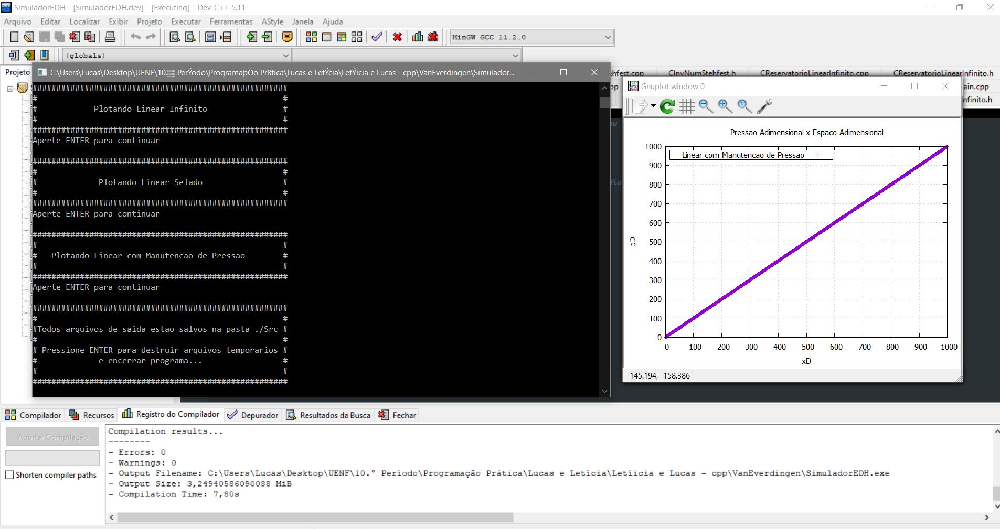 SimuladorEDH - [SimuladorEDH.dev] - [Executing] - Dev-C++ 5.11
Arquivo Editar Localizar Exibir Projeto Executar Ferramentas AStyle Janela Ajuda
MinGW GCC 11.2.0
(globals)
Projeto
ehfest.cpp CInvNumStehfest.h CReservatorioLinearInfinito.cpp CReservatorioLinearInfinito.h
pp ain.cpp
nfinito.h
ou
dia
C:\Users\Lucas\Desktop\UENF\10.▒ PerÝodo\ProgramaþÒo Prßtica\Lucas e LetÝcia\LetÝicia e Lucas - cpp\VanEverdingen\Simulador...
######################################################
# #
# Plotando Linear Infinito #
# #
######################################################
Aperte ENTER para continuar
######################################################
# #
# Plotando Linear Selado #
# #
######################################################
Aperte ENTER para continuar
######################################################
# #
# Plotando Linear com Manutencao de Pressao #
# #
######################################################
Aperte ENTER para continuar
######################################################
# #
#Todos arquivos de saida estao salvos na pasta ./Src #
# #
# Pressione ENTER para destruir arquivos temporarios #
# e encerrar programa... #
# #
######################################################
Gnuplot window 0
Pressao Adimensional x Espaco Adimensional
Linear com Manutencao de Pressao
1000
900
800
700
600
500
400
300
200
100
0
pD
0 100 200 300 400 500 600 700 800 900 1000
xD
-145.194, -158.386
Compilador Recursos Registro do Compilador Depurador Resultados da Busca Fechar
Abortar Compilação
Shorten compiler paths
Compilation results...
--------
- Errors: 0
- Warnings: 0
- Output Filename: C:\Users\Lucas\Desktop\UENF\10.° Período\Programação Prática\Lucas e Letícia\Letíicia e Lucas - cpp\VanEverdingen\SimuladorEDH.exe
- Output Size: 3,24940586090088 MiB
- Compilation Time: 7,80s